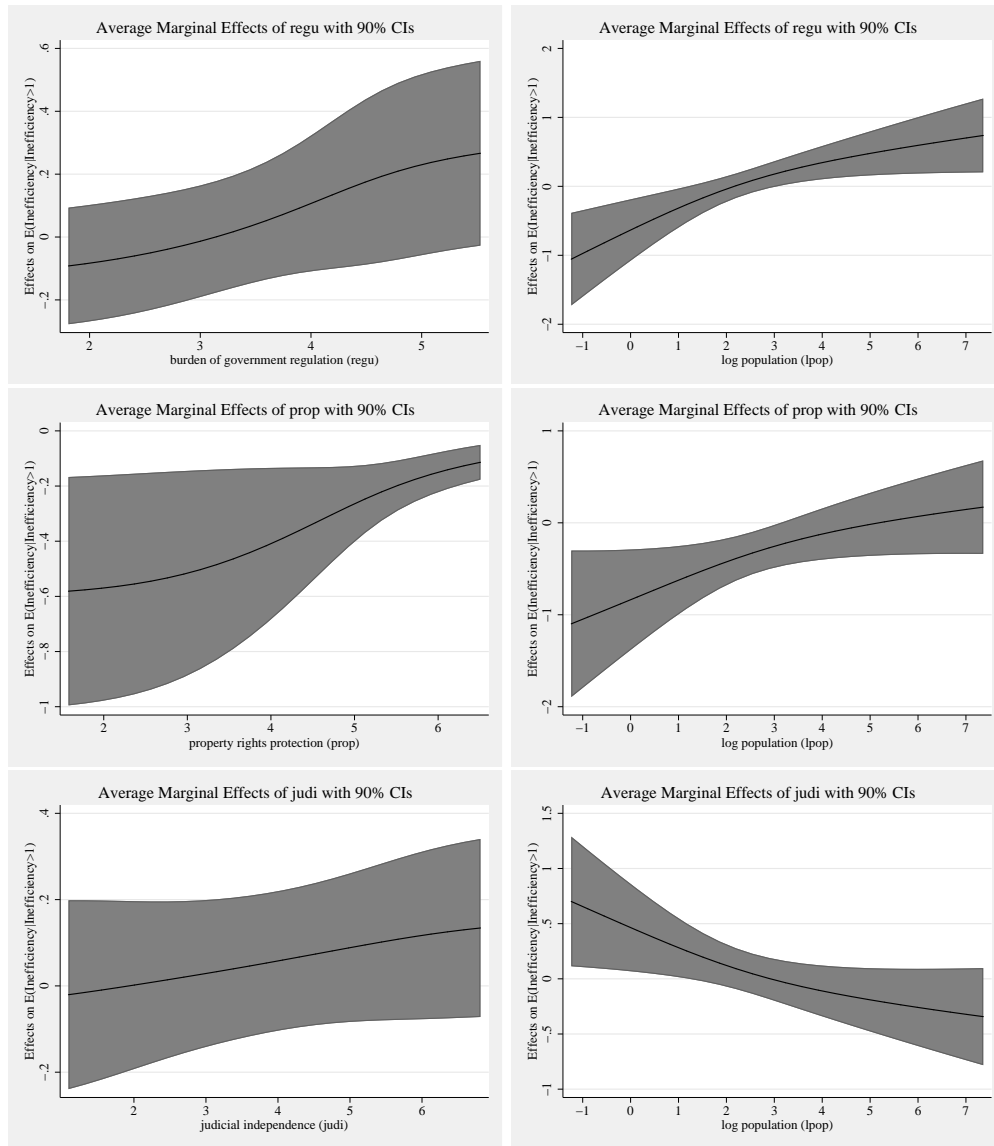 Average Marginal Effects of regu with 90% CIs
Effects on E(Inefficiency|Inefficiency>1)
.6
.4
.2
0
−.2
2 3 4 5
burden of government regulation (regu)
Average Marginal Effects of regu with 90% CIs
Effects on E(Inefficiency|Inefficiency>1)
2
1
0
−1
−2
−1 0 1 2 3 4 5 6 7
log population (lpop)
Average Marginal Effects of prop with 90% CIs
Effects on E(Inefficiency|Inefficiency>1)
0
−.2
−.4
−.6
−.8
−1
2 3 4 5 6
property rights protection (prop)
Average Marginal Effects of prop with 90% CIs
Effects on E(Inefficiency|Inefficiency>1)
1
0
−1
−2
−1 0 1 2 3 4 5 6 7
log population (lpop)
Average Marginal Effects of judi with 90% CIs
Effects on E(Inefficiency|Inefficiency>1)
.4
.2
0
−.2
2 3 4 5 6
judicial independence (judi)
Average Marginal Effects of judi with 90% CIs
Effects on E(Inefficiency|Inefficiency>1)
1.5
1
.5
0
−.5
−1
−1 0 1 2 3 4 5 6 7
log population (lpop)